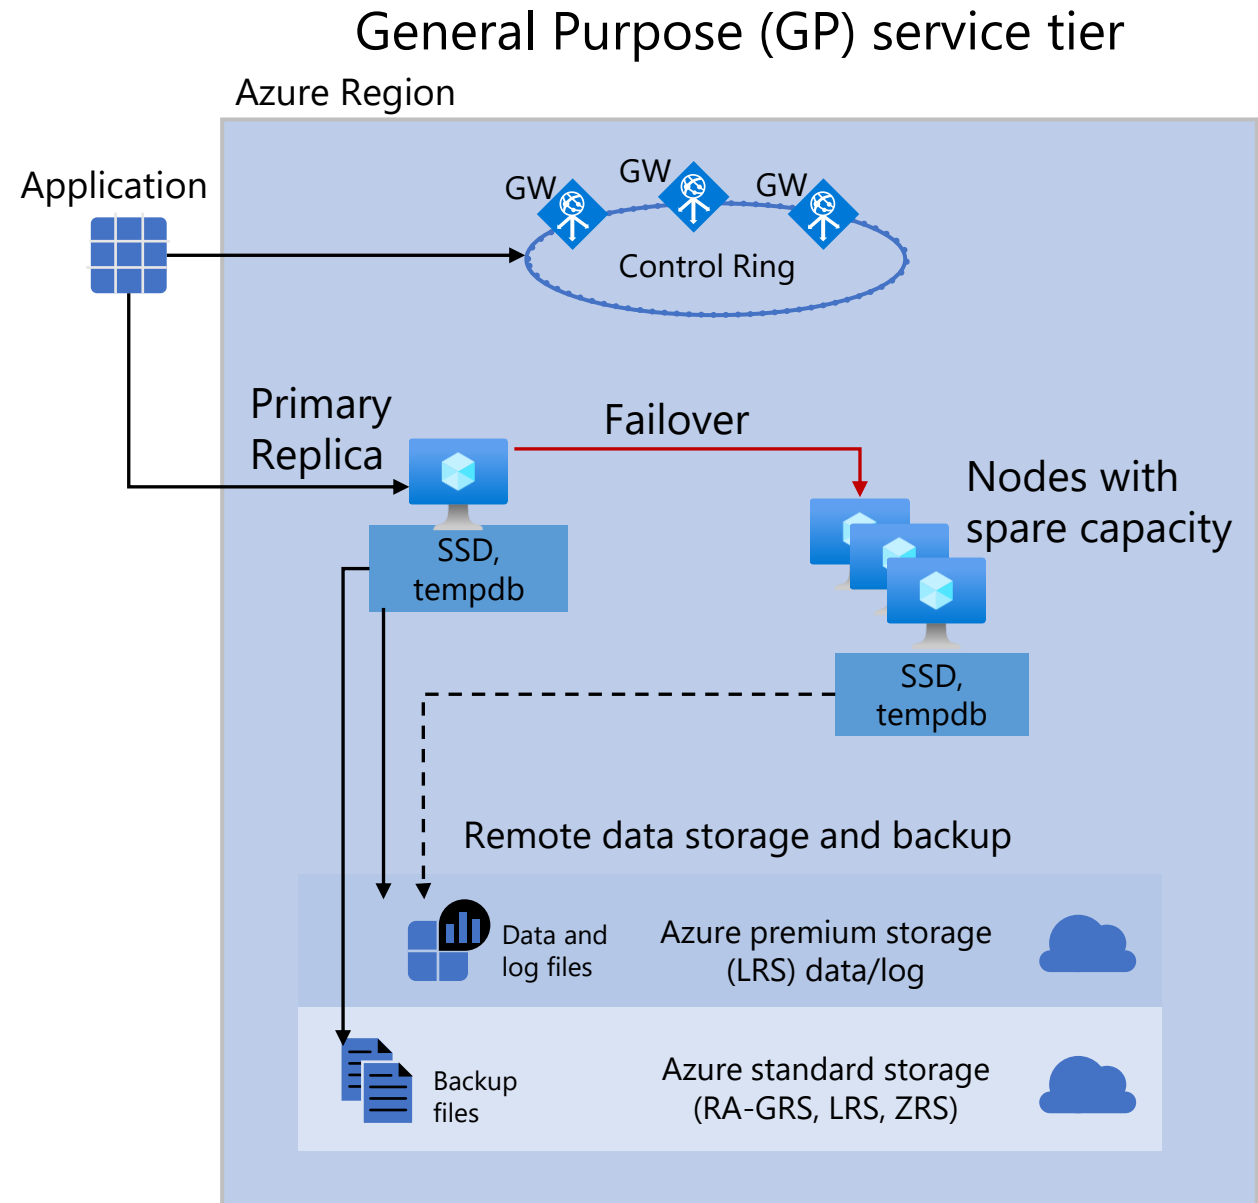 General Purpose (GP) service tier
Azure Region
Application
GW
GW
GW
Control Ring
Primary
Replica
Failover
Nodes with
spare capacity
SSD,
tempdb
SSD,
tempdb
Remote data storage and backup
Data and
log files
Azure premium storage
(LRS) data/log
Backup
files
Azure standard storage
(RA-GRS, LRS, ZRS)